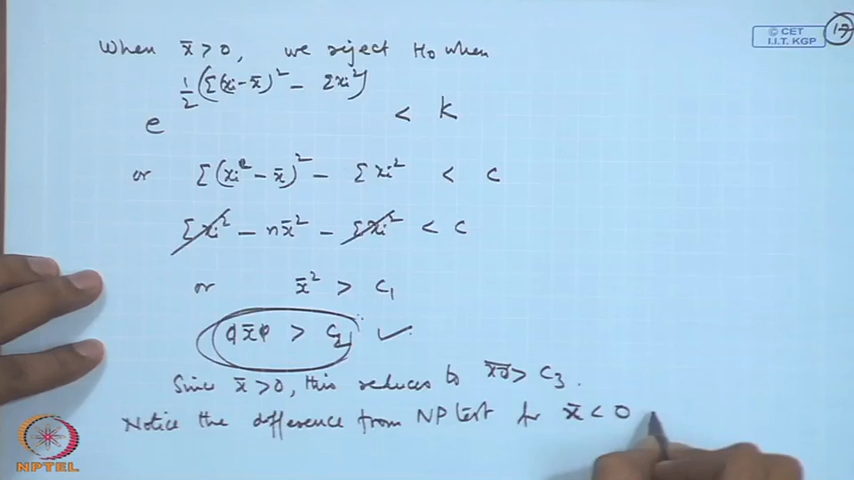 © CET
I.I.T. KGP
17
When x̄ > 0, we reject H₀ when
e^{1/2 (Σ(xi - x̄)² - Σxi²)} < K
or Σ(xi² - x̄)² - Σxi² < c
Σxi² - nx̄² - Σxi² < c
or x̄² > c₁
|x̄| > c₂ ✓
Since x̄ > 0, this reduces to > c₃.
Notice the difference from NP test for x̄ < 0
NPTEL